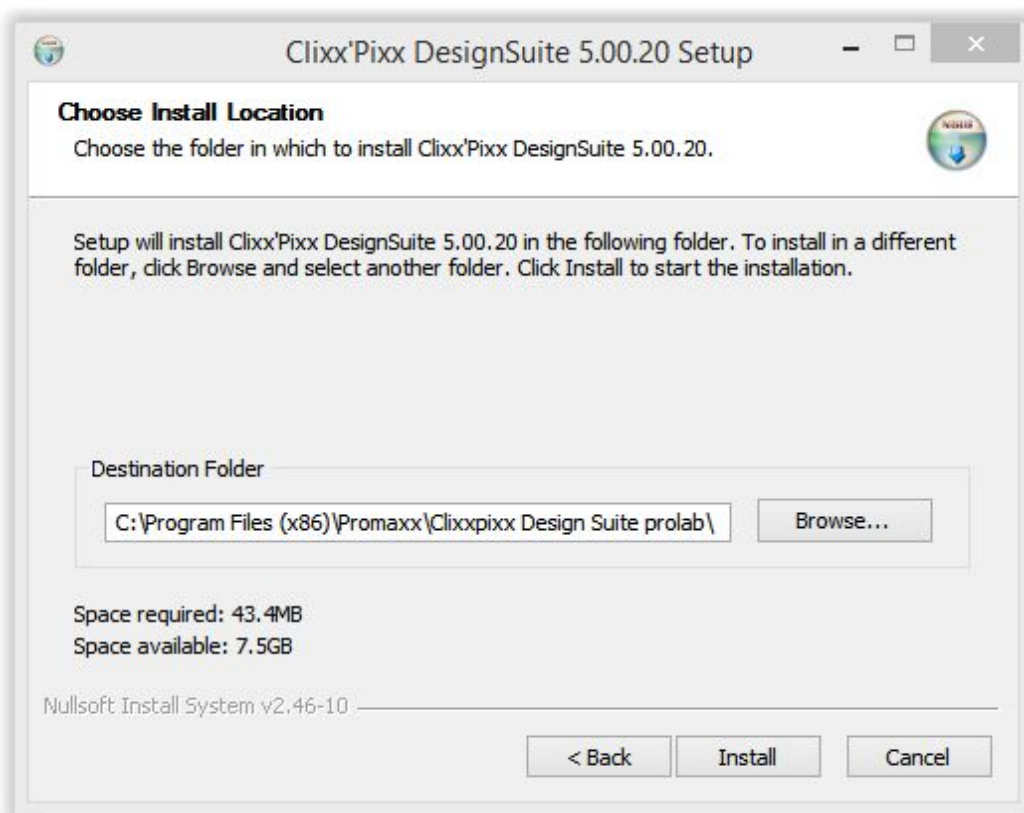 Clixx'Pixx DesignSuite 5.00.20 Setup
Choose Install Location
Choose the folder in which to install Clixx'Pixx DesignSuite 5.00.20.
Setup will install Clixx'Pixx DesignSuite 5.00.20 in the following folder. To install in a different
folder, click Browse and select another folder. Click Install to start the installation.
Destination Folder
C:\Program Files (x86)\Promaxx\Clixxpixx Design Suite prolab\
Browse...
Space required: 43.4MB
Space available: 7.5GB
Nullsoft Install System v2.46-10
< Back
Install
Cancel